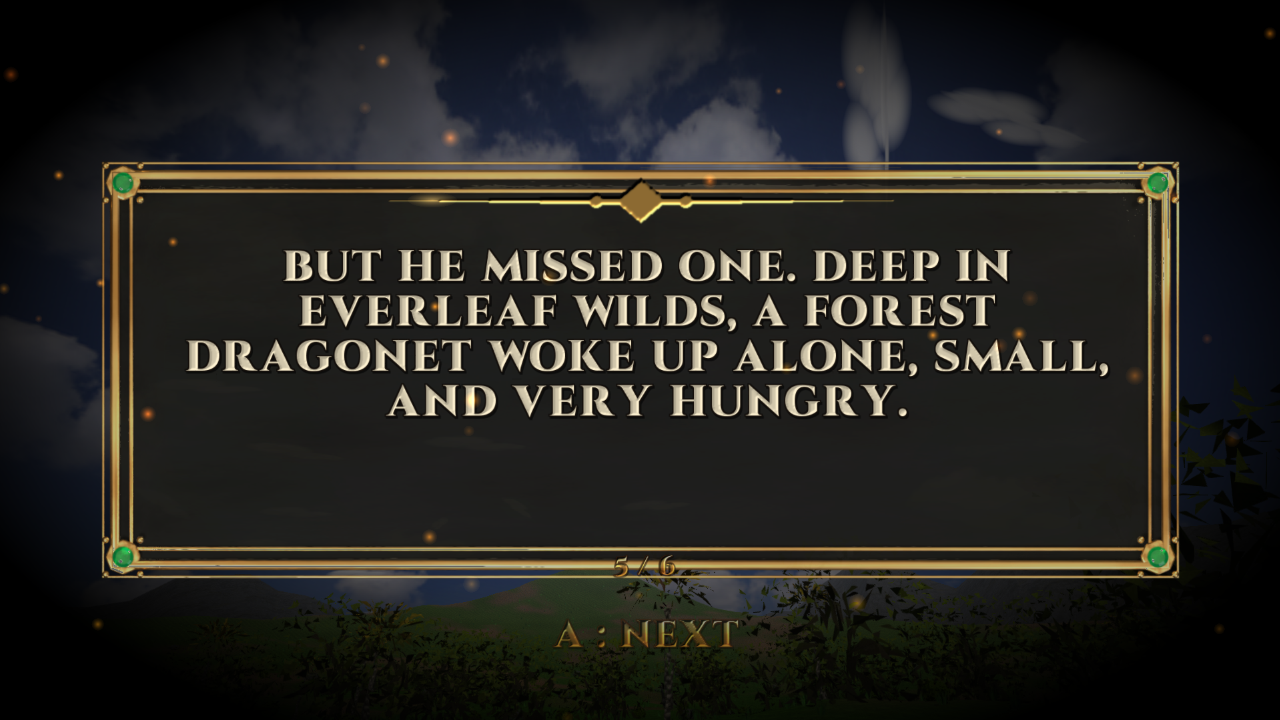 BUT HE MISSED ONE. DEEP IN
EVERLEAF WILDS, A FOREST
DRAGONET WOKE UP ALONE, SMALL,
AND VERY HUNGRY.
5 / 6
A : NEXT